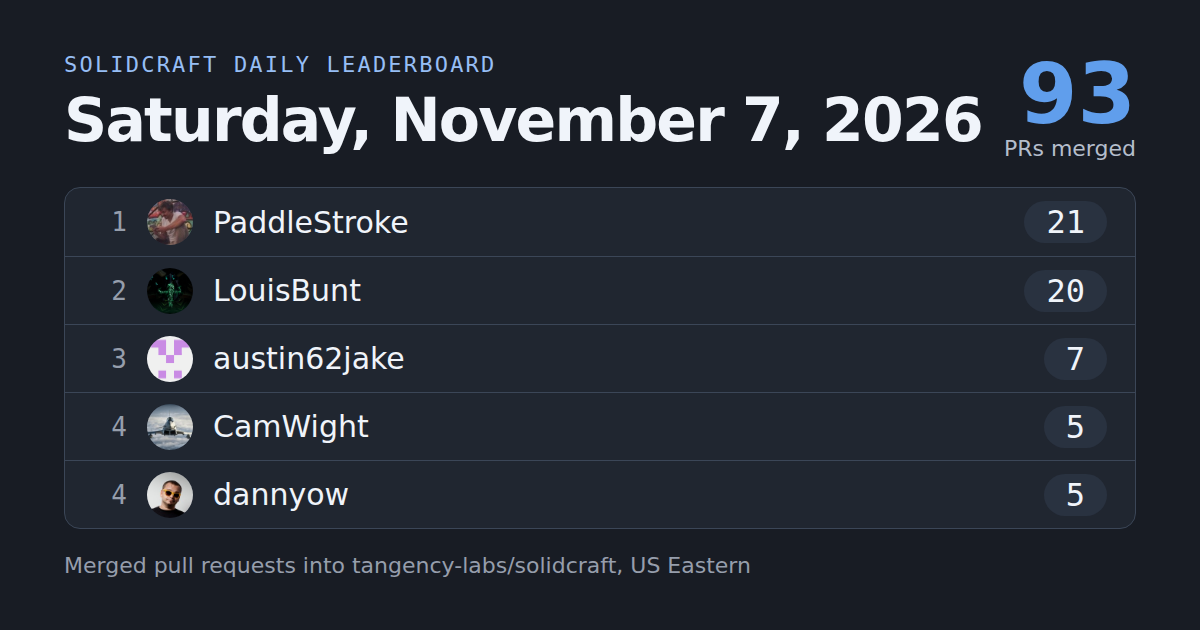 SOLIDCRAFT DAILY LEADERBOARD
Saturday, November 7, 2026
93
PRs merged
1 PaddleStroke 21
2 LouisBunt 20
3 austin62jake 7
4 CamWight 5
4 dannyow 5
Merged pull requests into tangency-labs/solidcraft, US Eastern